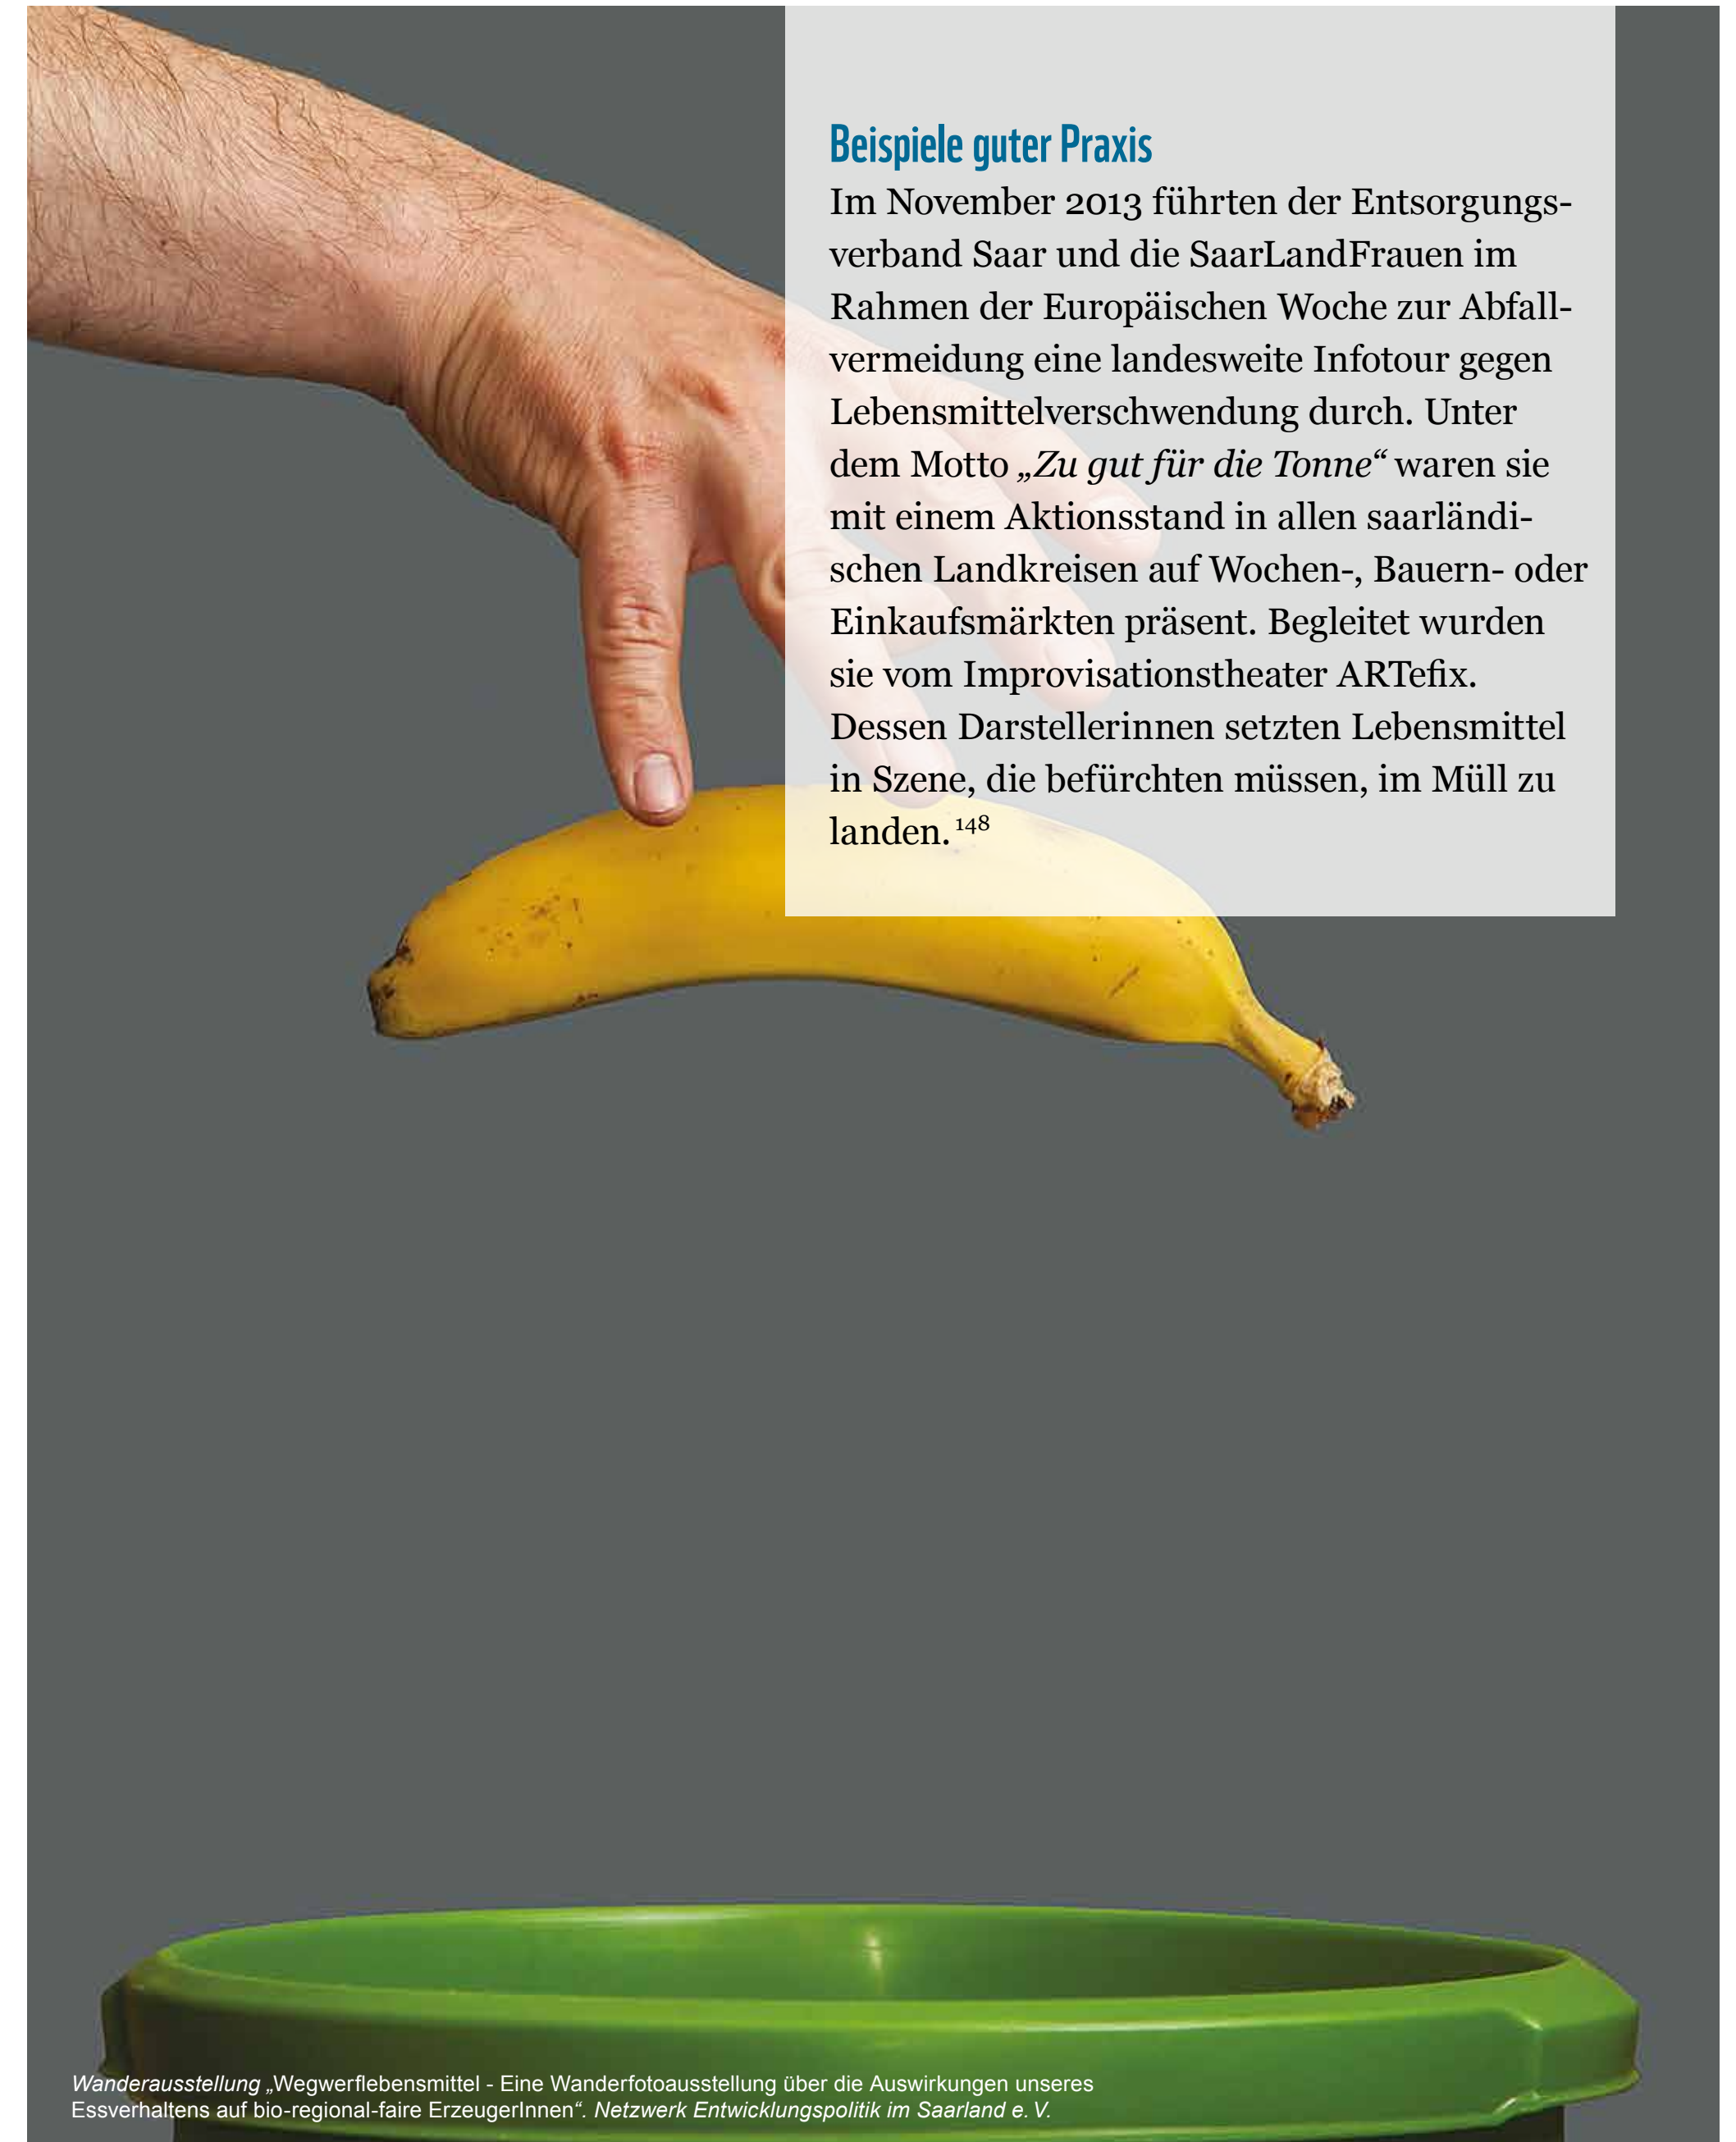 Beispiele guter Praxis
Im November 2013 führten der Entsorgungs-
verband Saar und die SaarLandFrauen im
Rahmen der Europäischen Woche zur Abfall-
vermeidung eine landesweite Infotour gegen
Lebensmittelverschwendung durch. Unter
dem Motto „Zu gut für die Tonne“ waren sie
mit einem Aktionsstand in allen saarländi-
schen Landkreisen auf Wochen-, Bauern- oder
Einkaufsmärkten präsent. Begleitet wurden
sie vom Improvisationstheater ARTefix.
Dessen Darstellerinnen setzten Lebensmittel
in Szene, die befürchten müssen, im Müll zu
landen. 148
Wanderausstellung „Wegwerflebensmittel - Eine Wanderfotoausstellung über die Auswirkungen unseres
Essverhaltens auf bio-regional-faire ErzeugerInnen“. Netzwerk Entwicklungspolitik im Saarland e. V.